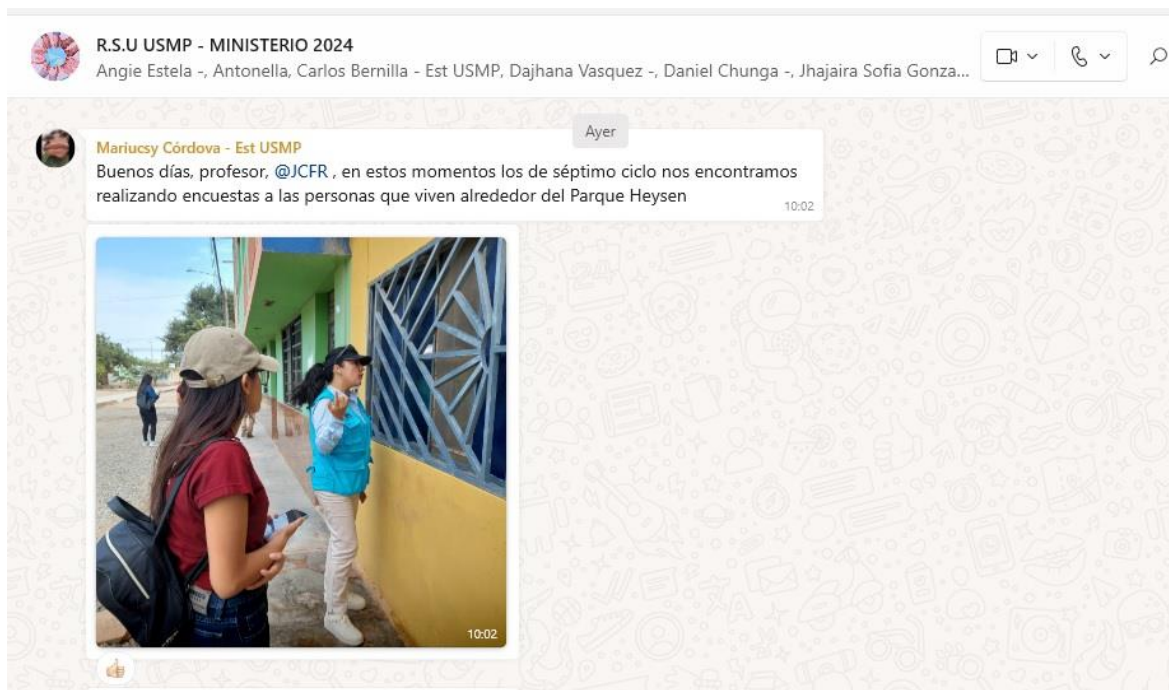 R.S.U USMP - MINISTERIO 2024
Angie Estela -, Antonella, Carlos Bernilla - Est USMP, Dajhana Vasquez -, Daniel Chunga -, Jhajaira Sofia Gonza...
Ayer
Mariucsy Córdova - Est USMP
Buenos días, profesor, @JCFR , en estos momentos los de séptimo ciclo nos encontramos
realizando encuestas a las personas que viven alrededor del Parque Heysen
10:02
10:02